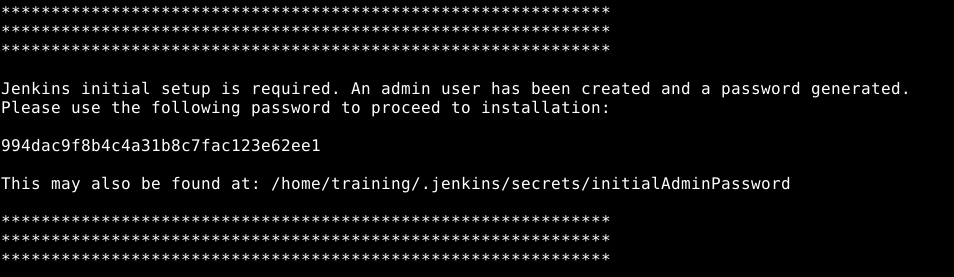 *************************************************************
*************************************************************
*************************************************************
Jenkins initial setup is required. An admin user has been created and a password generated.
Please use the following password to proceed to installation:
994dac9f8b4c4a31b8c7fac123e62ee1
This may also be found at: /home/training/.jenkins/secrets/initialAdminPassword
*************************************************************
*************************************************************
*************************************************************